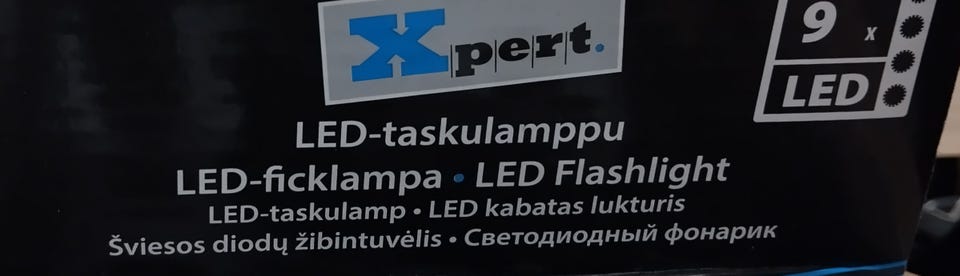 Xpert.
9 x
LED
LED-taskulamppu
LED-ficklampa • LED Flashlight
LED-taskulamp • LED kabatas lukturis
Šviesos diodų žibintuvėlis • Светодиодный фонарик